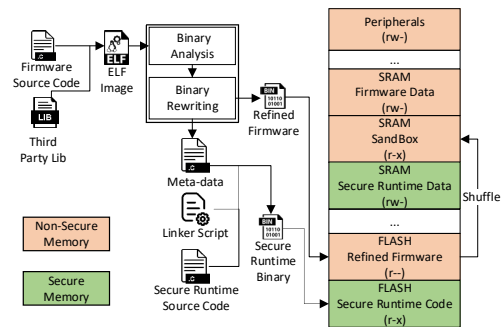 Firmware
Source Code
.C
LIB
Third
Party Lib
ELF
ELF
Image
Binary
Analysis
Binary
Rewriting
BIN
10110
01001
Refined
Firmware
.C
Meta-data
Linker Script
.C
Secure Runtime
Source Code
BIN
10110
01001
Secure
Runtime
Binary
Non-Secure
Memory
Secure
Memory
Peripherals
(rw-)
...
SRAM
Firmware Data
(rw-)
SRAM
SandBox
(r-x)
SRAM
Secure Runtime Data
(rw-)
...
FLASH
Refined Firmware
(r--)
FLASH
Secure Runtime Code
(r-x)
Shuffle